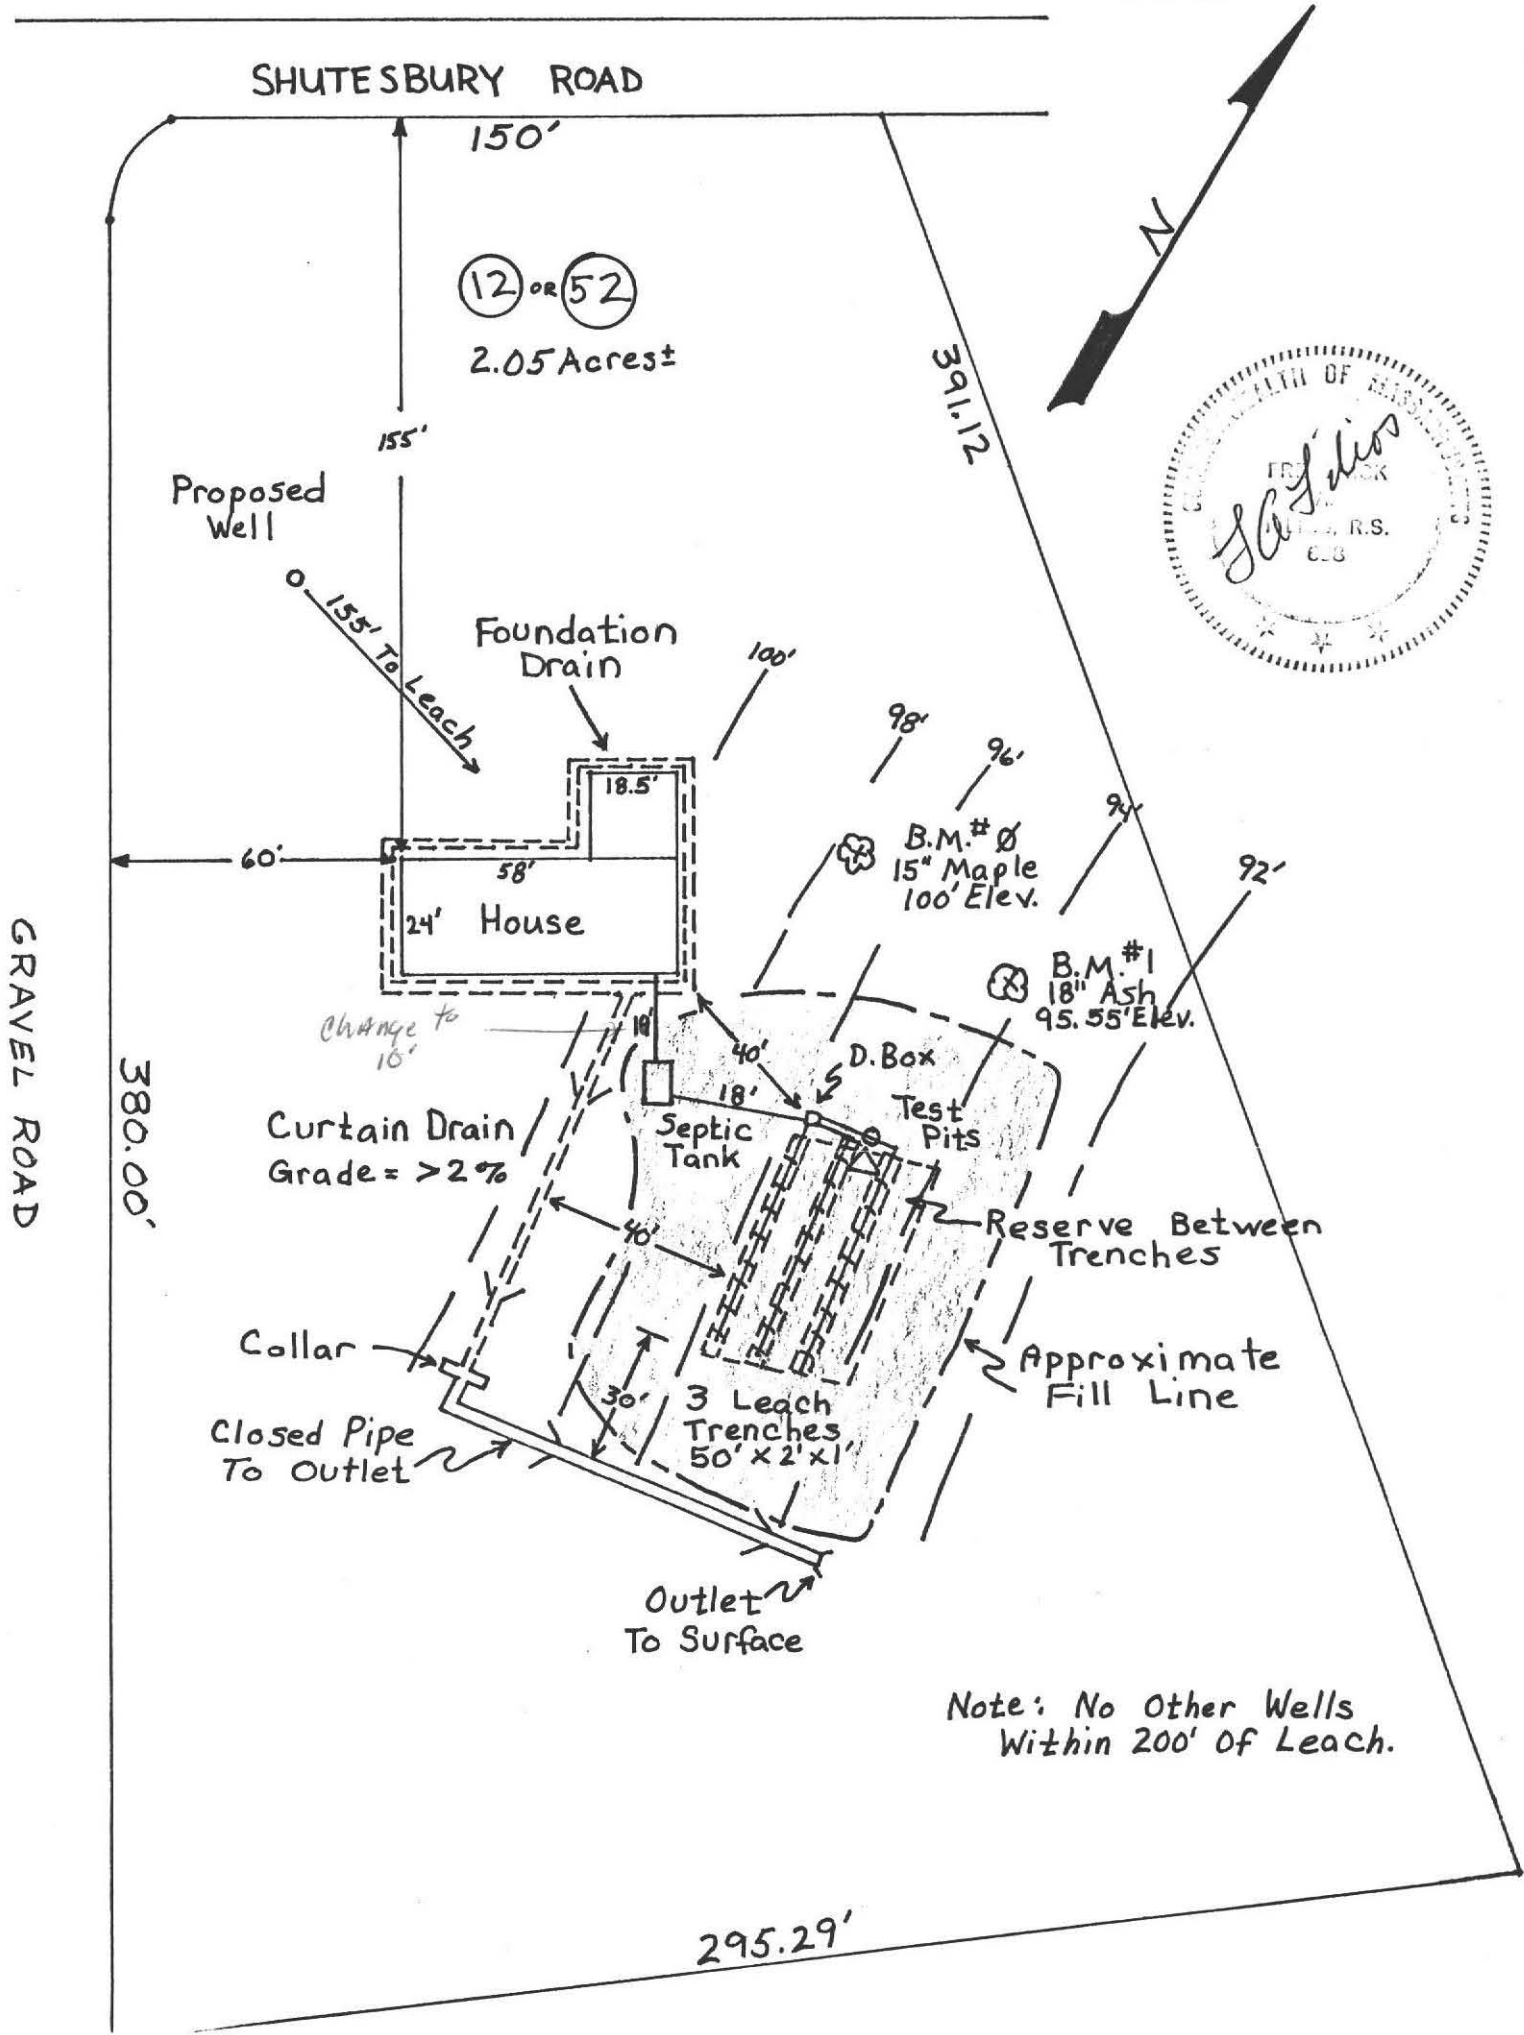 SHUTESBURY ROAD
150'
N
12 OR 52
2.05 Acres±
391.12
155'
OF
R.S.
Proposed
Well
155' To Leach
Foundation
Drain
100'
98'
96'
94'
92'
18.5'
60'
58'
24' House
B.M.#Ø
15" Maple
100' Elev.
B.M.#1
18" Ash
95.55' Elev.
GRAVEL ROAD
380.00'
Change to
10'
40'
D.Box
18'
Test
Pits
Septic
Tank
Curtain Drain
Grade = >2%
40'
Reserve Between
Trenches
Collar
Approximate
Fill Line
30'
3 Leach
Trenches
50' x 2' x 1'
Closed Pipe
To Outlet
Outlet
To Surface
Note: No Other Wells
Within 200' Of Leach.
295.29'